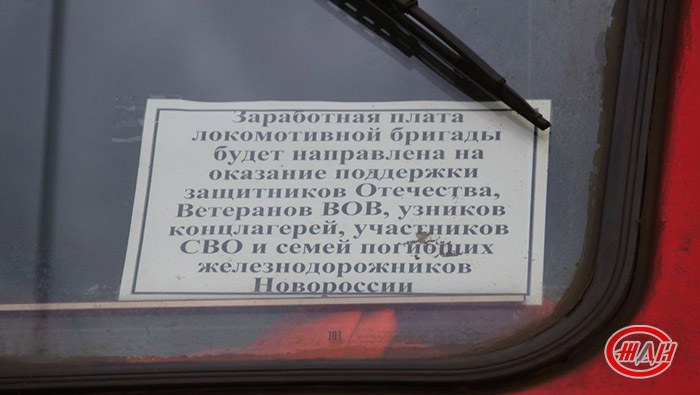 Заработная плата
локомотивной бригады
будет направлена на
оказание поддержки
защитников Отечества,
Ветеранов ВОВ, узников
концлагерей, участников
СВО и семей погибших
железнодорожников
Новороссии
103
ЖДН